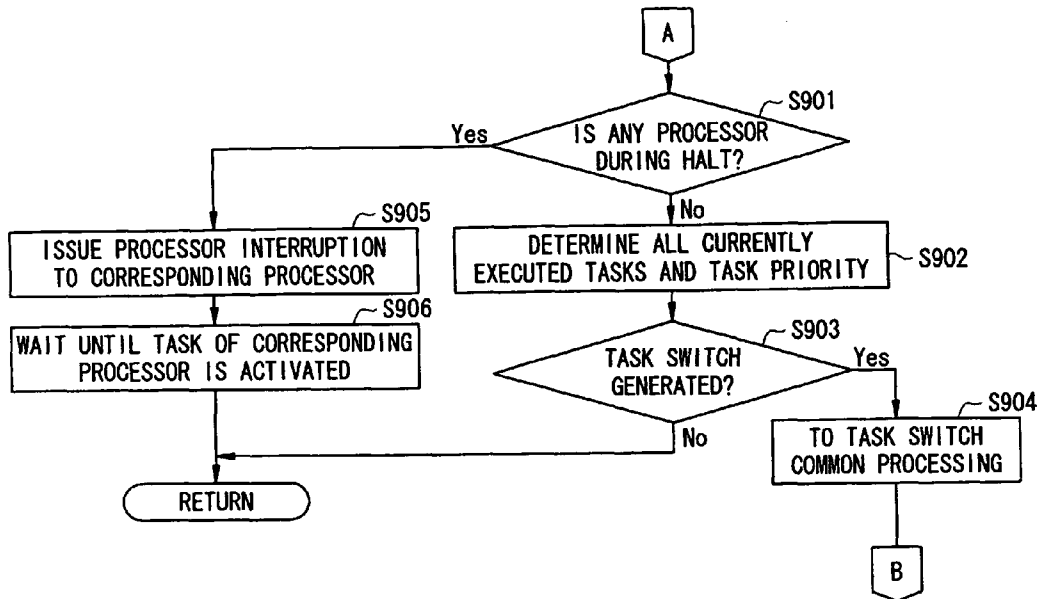 A
S901
Yes
IS ANY PROCESSOR
DURING HALT?
No
S905
ISSUE PROCESSOR INTERRUPTION
TO CORRESPONDING PROCESSOR
DETERMINE ALL CURRENTLY
EXECUTED TASKS AND TASK PRIORITY
S902
S906
WAIT UNTIL TASK OF CORRESPONDING
PROCESSOR IS ACTIVATED
S903
TASK SWITCH
GENERATED?
Yes
No
S904
TO TASK SWITCH
COMMON PROCESSING
RETURN
B